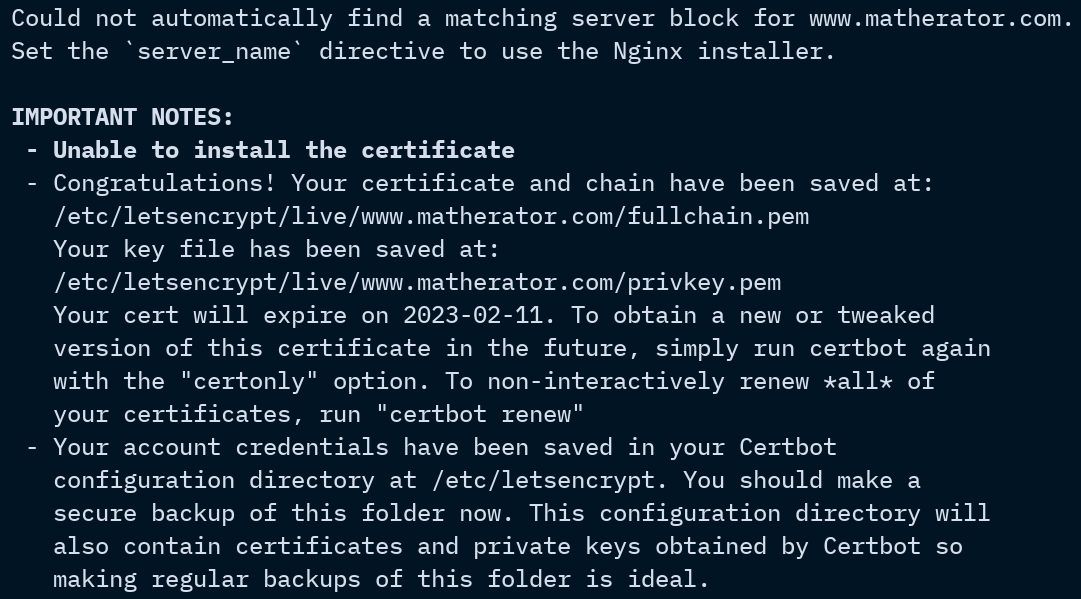 Could not automatically find a matching server block for www.matherator.com.
Set the `server_name` directive to use the Nginx installer.
IMPORTANT NOTES:
- Unable to install the certificate
- Congratulations! Your certificate and chain have been saved at:
/etc/letsencrypt/live/www.matherator.com/fullchain.pem
Your key file has been saved at:
/etc/letsencrypt/live/www.matherator.com/privkey.pem
Your cert will expire on 2023-02-11. To obtain a new or tweaked
version of this certificate in the future, simply run certbot again
with the "certonly" option. To non-interactively renew *all* of
your certificates, run "certbot renew"
- Your account credentials have been saved in your Certbot
configuration directory at /etc/letsencrypt. You should make a
secure backup of this folder now. This configuration directory will
also contain certificates and private keys obtained by Certbot so
making regular backups of this folder is ideal.